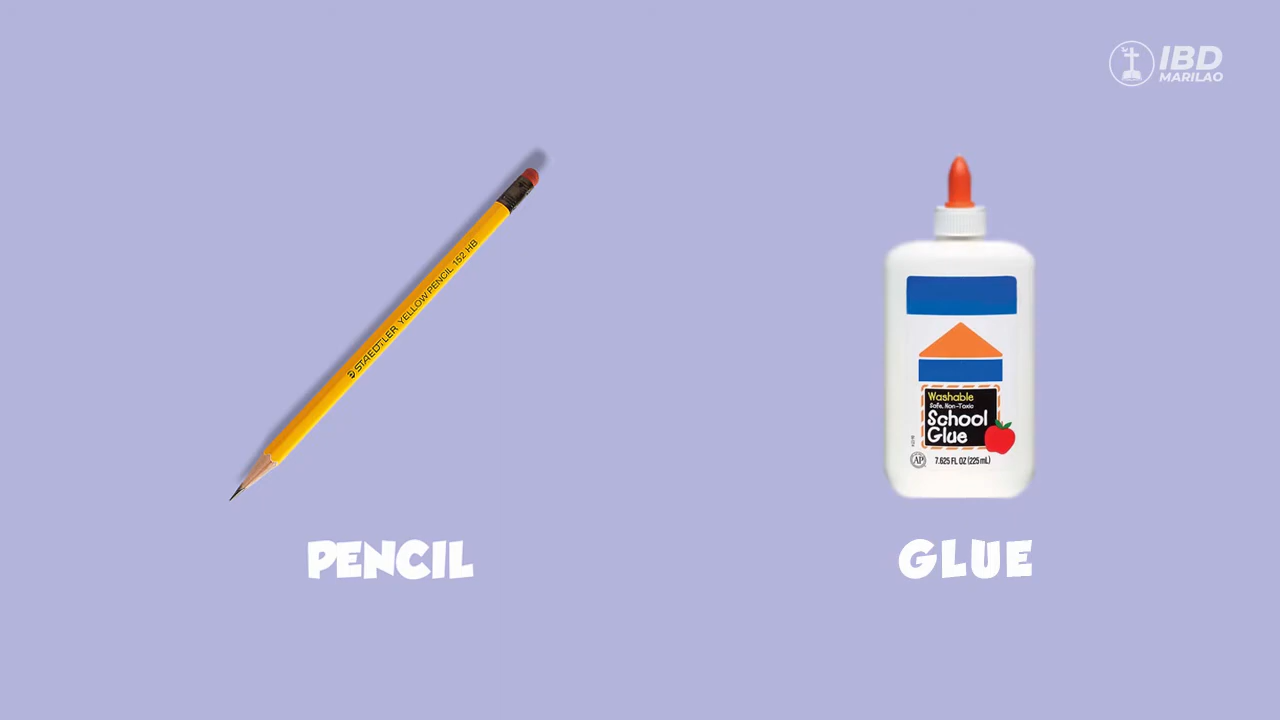 IBD
MARILAO
STAEDTLER YELLOW PENCIL 152 HB
Washable
Safe, Non-Toxic
School
Glue
AP
7.625 FL OZ (225 mL)
PENCIL
GLUE